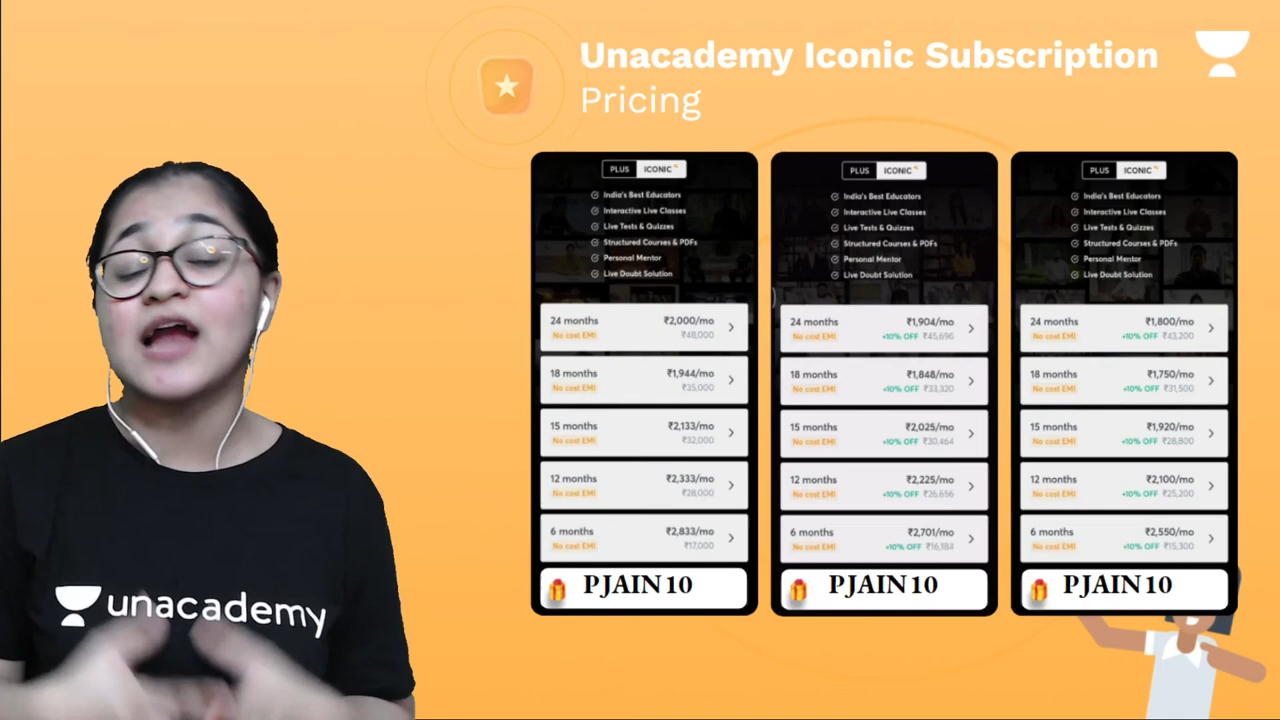 Unacademy Iconic Subscription
Pricing
PLUS ICONIC
India's Best Educators
Interactive Live Classes
Live Tests & Quizzes
Structured Courses & PDFs
Personal Mentor
Live Doubt Solution
24 months ₹2,000/mo
No cost EMI ₹48,000
18 months ₹1,944/mo
No cost EMI ₹35,000
15 months ₹2,133/mo
No cost EMI ₹32,000
12 months ₹2,333/mo
No cost EMI ₹28,000
6 months ₹2,833/mo
No cost EMI ₹17,000
PJAIN10
PLUS ICONIC
India's Best Educators
Interactive Live Classes
Live Tests & Quizzes
Structured Courses & PDFs
Personal Mentor
Live Doubt Solution
24 months ₹1,904/mo
No cost EMI +10% OFF ₹45,696
18 months ₹1,848/mo
No cost EMI +10% OFF ₹33,320
15 months ₹2,025/mo
No cost EMI +10% OFF ₹30,464
12 months ₹2,225/mo
No cost EMI +10% OFF ₹26,656
6 months ₹2,701/mo
No cost EMI +10% OFF ₹16,184
PJAIN10
PLUS ICONIC
India's Best Educators
Interactive Live Classes
Live Tests & Quizzes
Structured Courses & PDFs
Personal Mentor
Live Doubt Solution
24 months ₹1,800/mo
No cost EMI +10% OFF ₹43,200
18 months ₹1,750/mo
No cost EMI +10% OFF ₹31,500
15 months ₹1,920/mo
No cost EMI +10% OFF ₹28,800
12 months ₹2,100/mo
No cost EMI +10% OFF ₹25,200
6 months ₹2,550/mo
No cost EMI +10% OFF ₹15,300
PJAIN10
unacademy